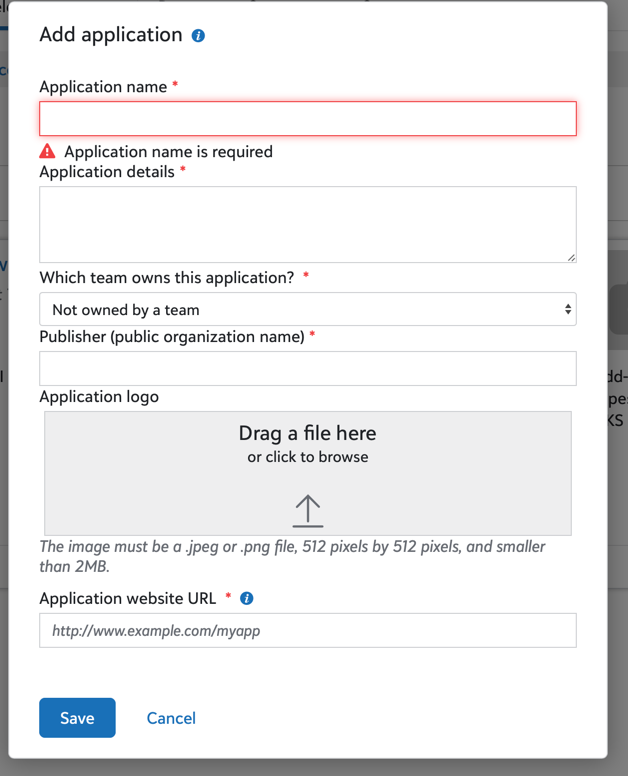 Add application
Application name *
Application name is required
Application details *
Which team owns this application? *
Not owned by a team
Publisher (public organization name) *
Application logo
Drag a file here
or click to browse
The image must be a .jpeg or .png file, 512 pixels by 512 pixels, and smaller
than 2MB.
Application website URL *
http://www.example.com/myapp
Save Cancel